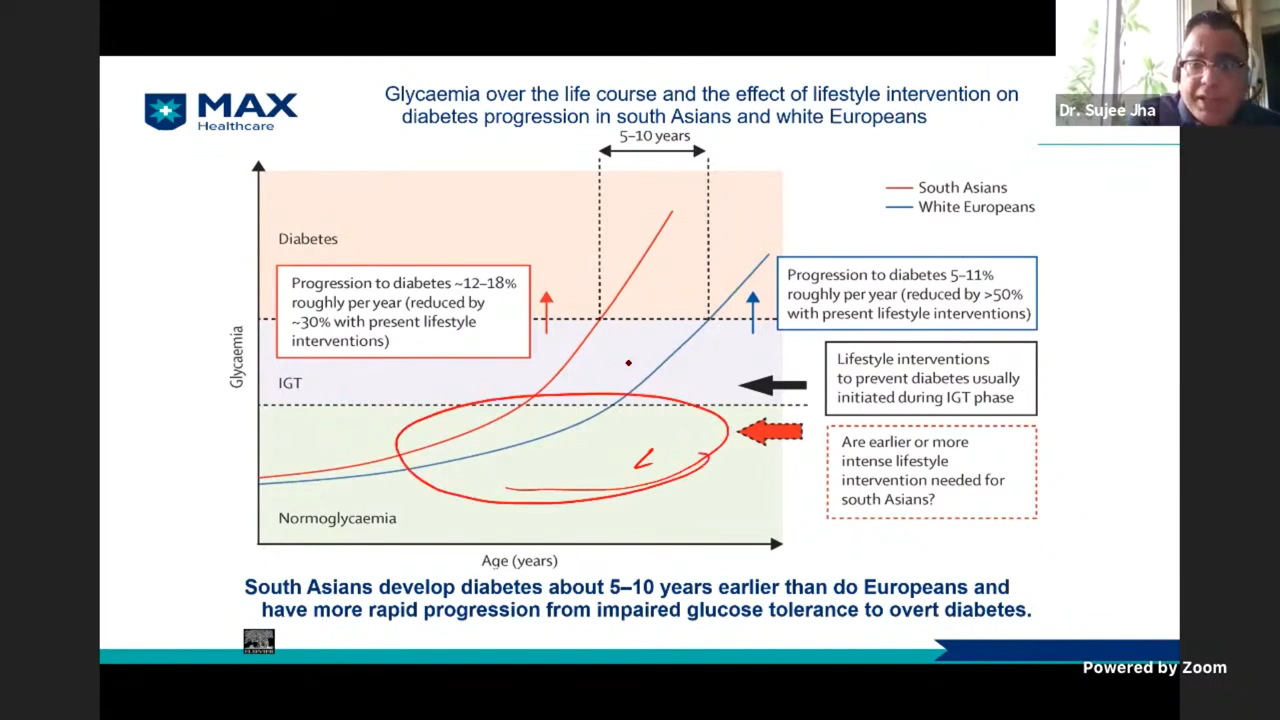 MAX
Healthcare
Glycaemia over the life course and the effect of lifestyle intervention on
diabetes progression in south Asians and white Europeans
Dr. Sujee Jha
5–10 years
South Asians
White Europeans
Diabetes
Progression to diabetes ~12–18%
roughly per year (reduced by
~30% with present lifestyle
interventions)
Progression to diabetes 5–11%
roughly per year (reduced by >50%
with present lifestyle interventions)
Glycaemia
IGT
Lifestyle interventions
to prevent diabetes usually
initiated during IGT phase
Are earlier or more
intense lifestyle
intervention needed for
south Asians?
Normoglycaemia
Age (years)
South Asians develop diabetes about 5–10 years earlier than do Europeans and
have more rapid progression from impaired glucose tolerance to overt diabetes.
ELSEVIER
Powered by Zoom